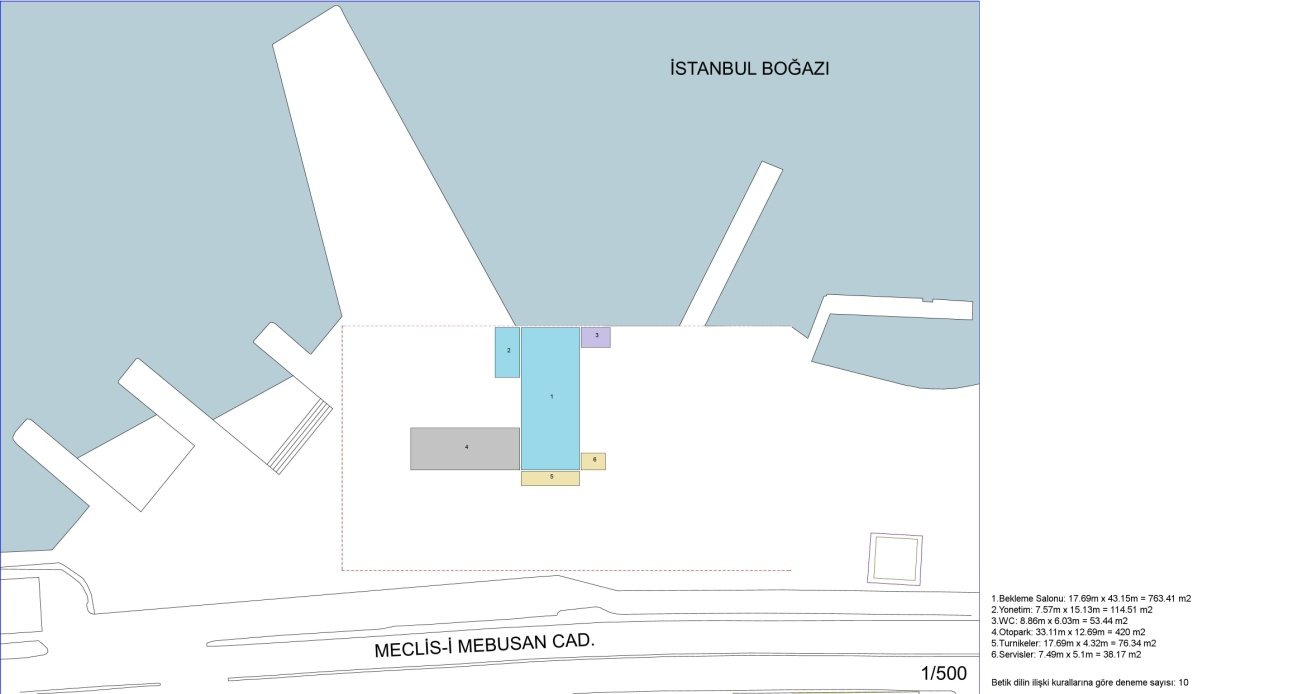 İSTANBUL BOĞAZI
3
2
1
4
6
5
1.Bekleme Salonu: 17.69m x 43.15m = 763.41 m2
2.Yonetim: 7.57m x 15.13m = 114.51 m2
3.WC: 8.86m x 6.03m = 53.44 m2
4.Otopark: 33.11m x 12.69m = 420 m2
5.Turnikeler: 17.69m x 4.32m = 76.34 m2
6.Servisler: 7.49m x 5.1m = 38.17 m2
MECLİS-İ MEBUSAN CAD.
1/500
Betik dilin ilişki kurallarına göre deneme sayısı: 10